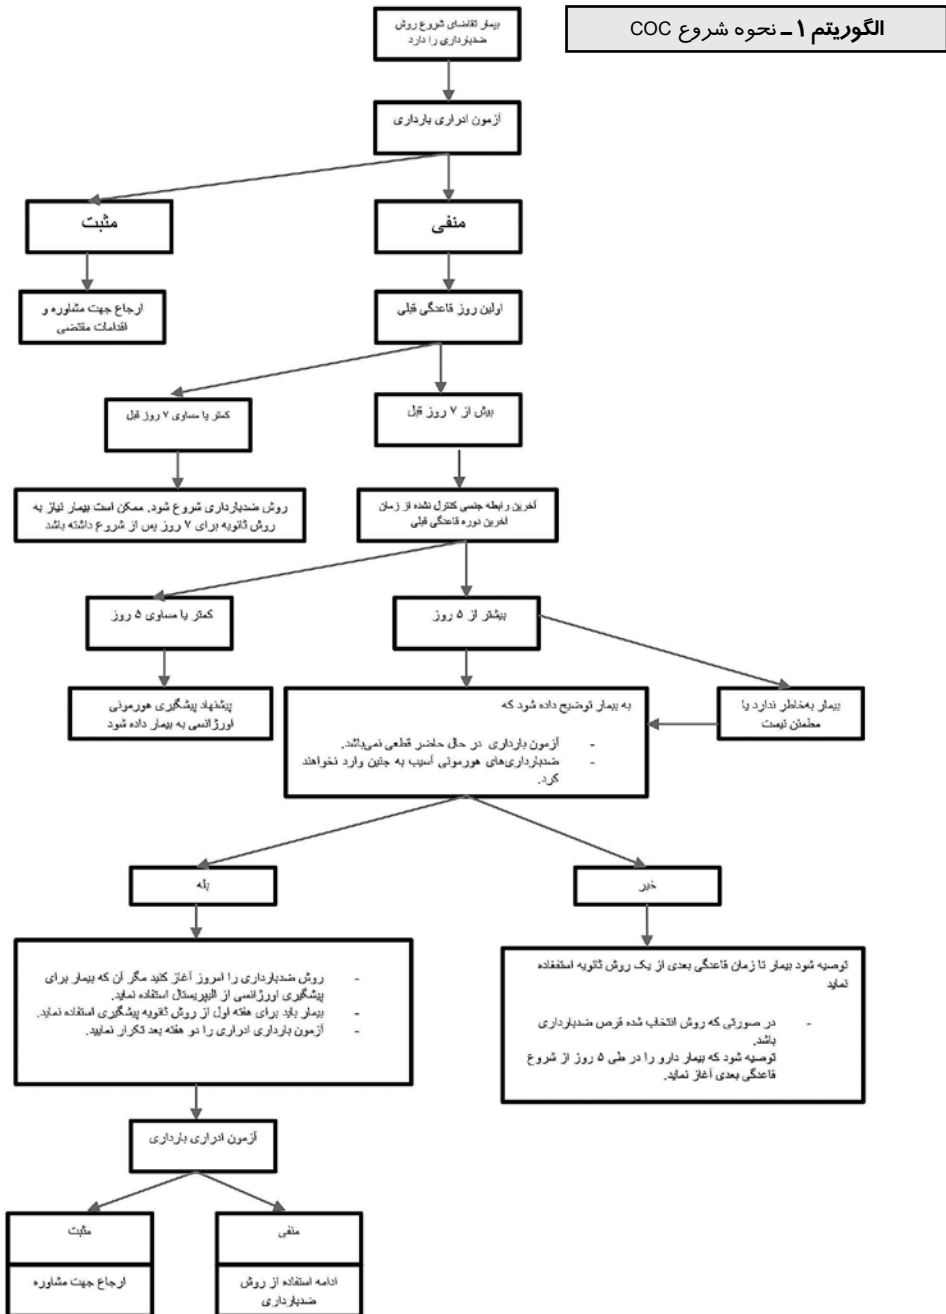 الگوریتم ۱ ـ نحوه شروع COC
بیمار تقاضای شروع روش
ضدبارداری را دارد
آزمون ادراری بارداری
مثبت
منفی
ارجاع جهت مشاوره و
اقدامات مقتضی
اولین روز قاعدگی قبلی
کمتر یا مساوی ۷ روز قبل
بیش از ۷ روز قبل
روش ضدبارداری شروع شود. ممکن است بیمار نیاز به
روش ثانویه برای ۷ روز پس از شروع داشته باشد
آخرین رابطه جنسی کنترل نشده از زمان
آخرین دوره قاعدگی قبلی
کمتر یا مساوی ۵ روز
بیشتر از ۵ روز
پیشنهاد پیشگیری هورمونی
اورژانسی به بیمار داده شود
به بیمار توضیح داده شود که
- آزمون بارداری در حال حاضر قطعی نمی‌باشد.
- ضدبارداری‌های هورمونی آسیب به جنین وارد نخواهند
کرد.
بیمار به‌خاطر ندارد یا
مطمئن نیست
بله
خیر
- روش ضدبارداری را امروز آغاز کنید مگر آن که بیمار برای
پیشگیری اورژانسی از الیپریستال استفاده نماید.
- بیمار باید برای هفته اول از روش ثانویه پیشگیری استفاده نماید.
- آزمون بارداری ادراری را دو هفته بعد تکرار نمایید.
توصیه شود بیمار تا زمان قاعدگی بعدی از یک روش ثانویه استفقاده
نماید
- در صورتی که روش انتخاب شده قرص ضدبارداری
باشد.
توصیه شود که بیمار دارو را در طی ۵ روز از شروع
قاعدگی بعدی آغاز نماید.
آزمون ادراری بارداری
مثبت
منفی
ارجاع جهت مشاوره
ادامه استفاده از روش
ضدبارداری